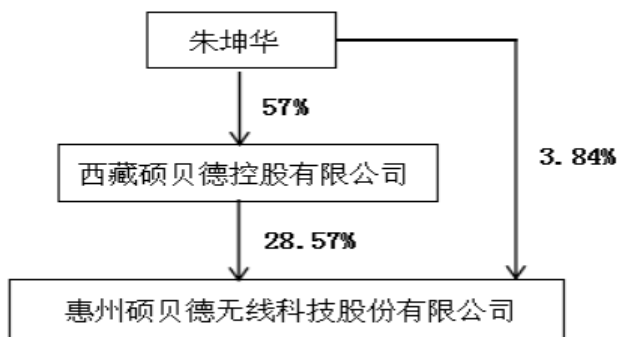 朱坤华
57%
西藏硕贝德控股有限公司
3.84%
28.57%
惠州硕贝德无线科技股份有限公司